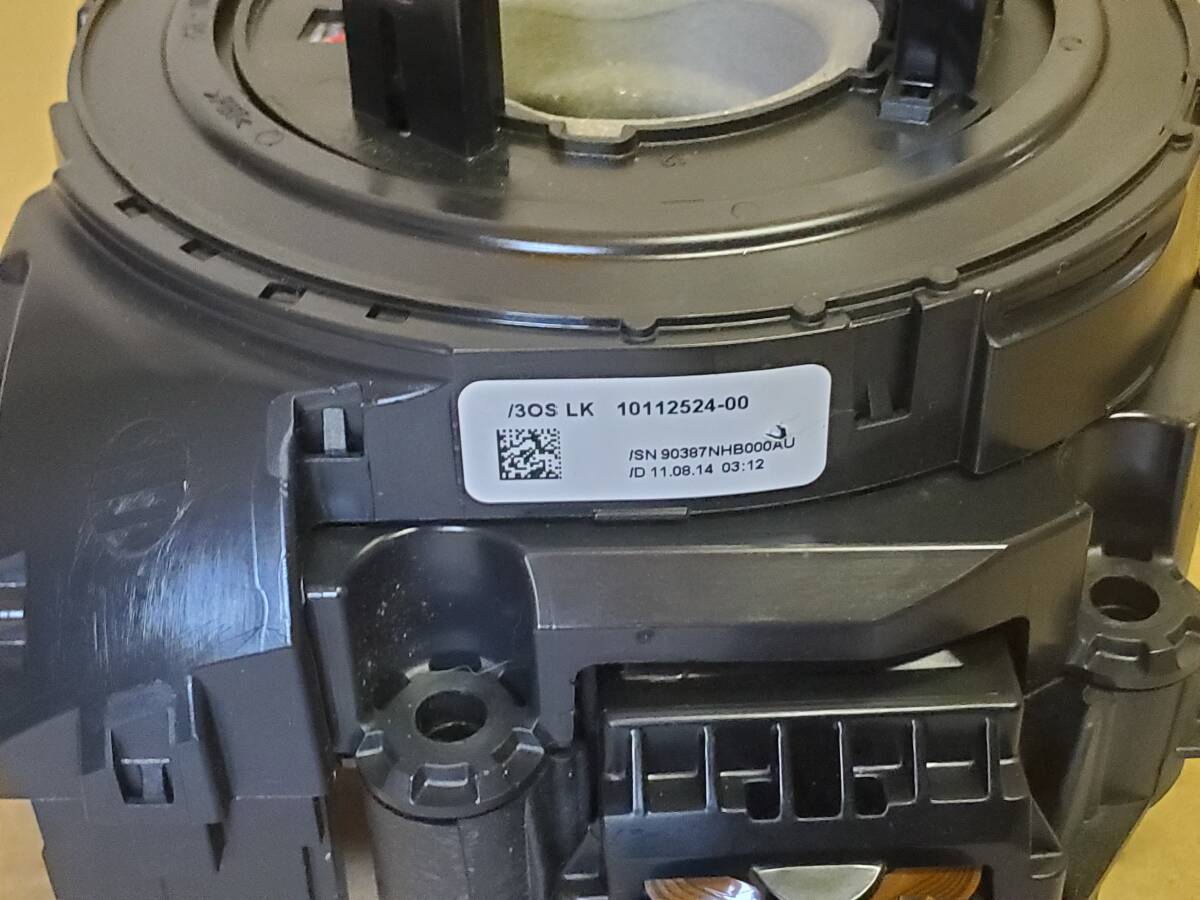 /3OS LK 10112524-00
/SN 90387NHB000AU
/D 11.08.14 03:12